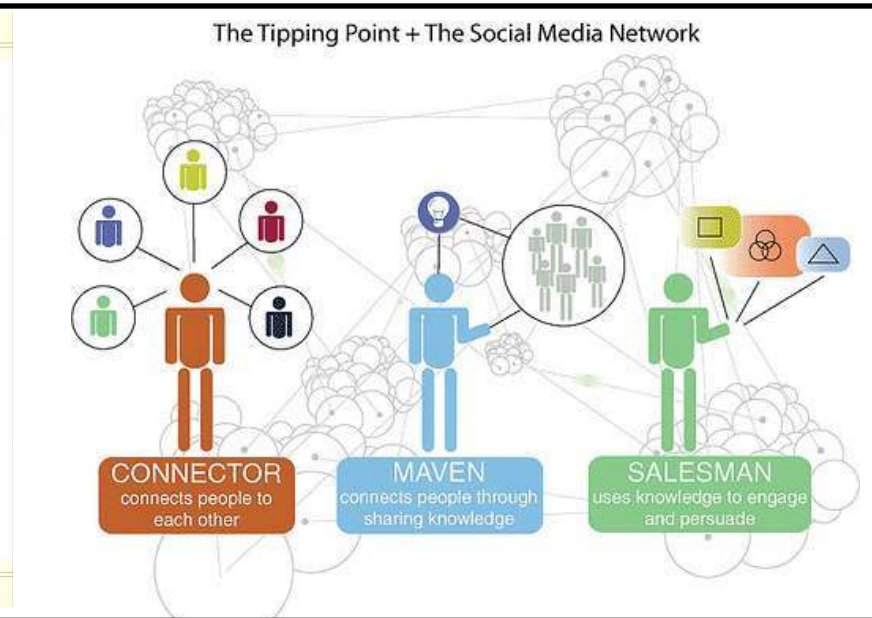 The Tipping Point + The Social Media Network
CONNECTOR
connects people to
each other
MAVEN
connects people through
sharing knowledge
SALESMAN
uses knowledge to engage
and persuade